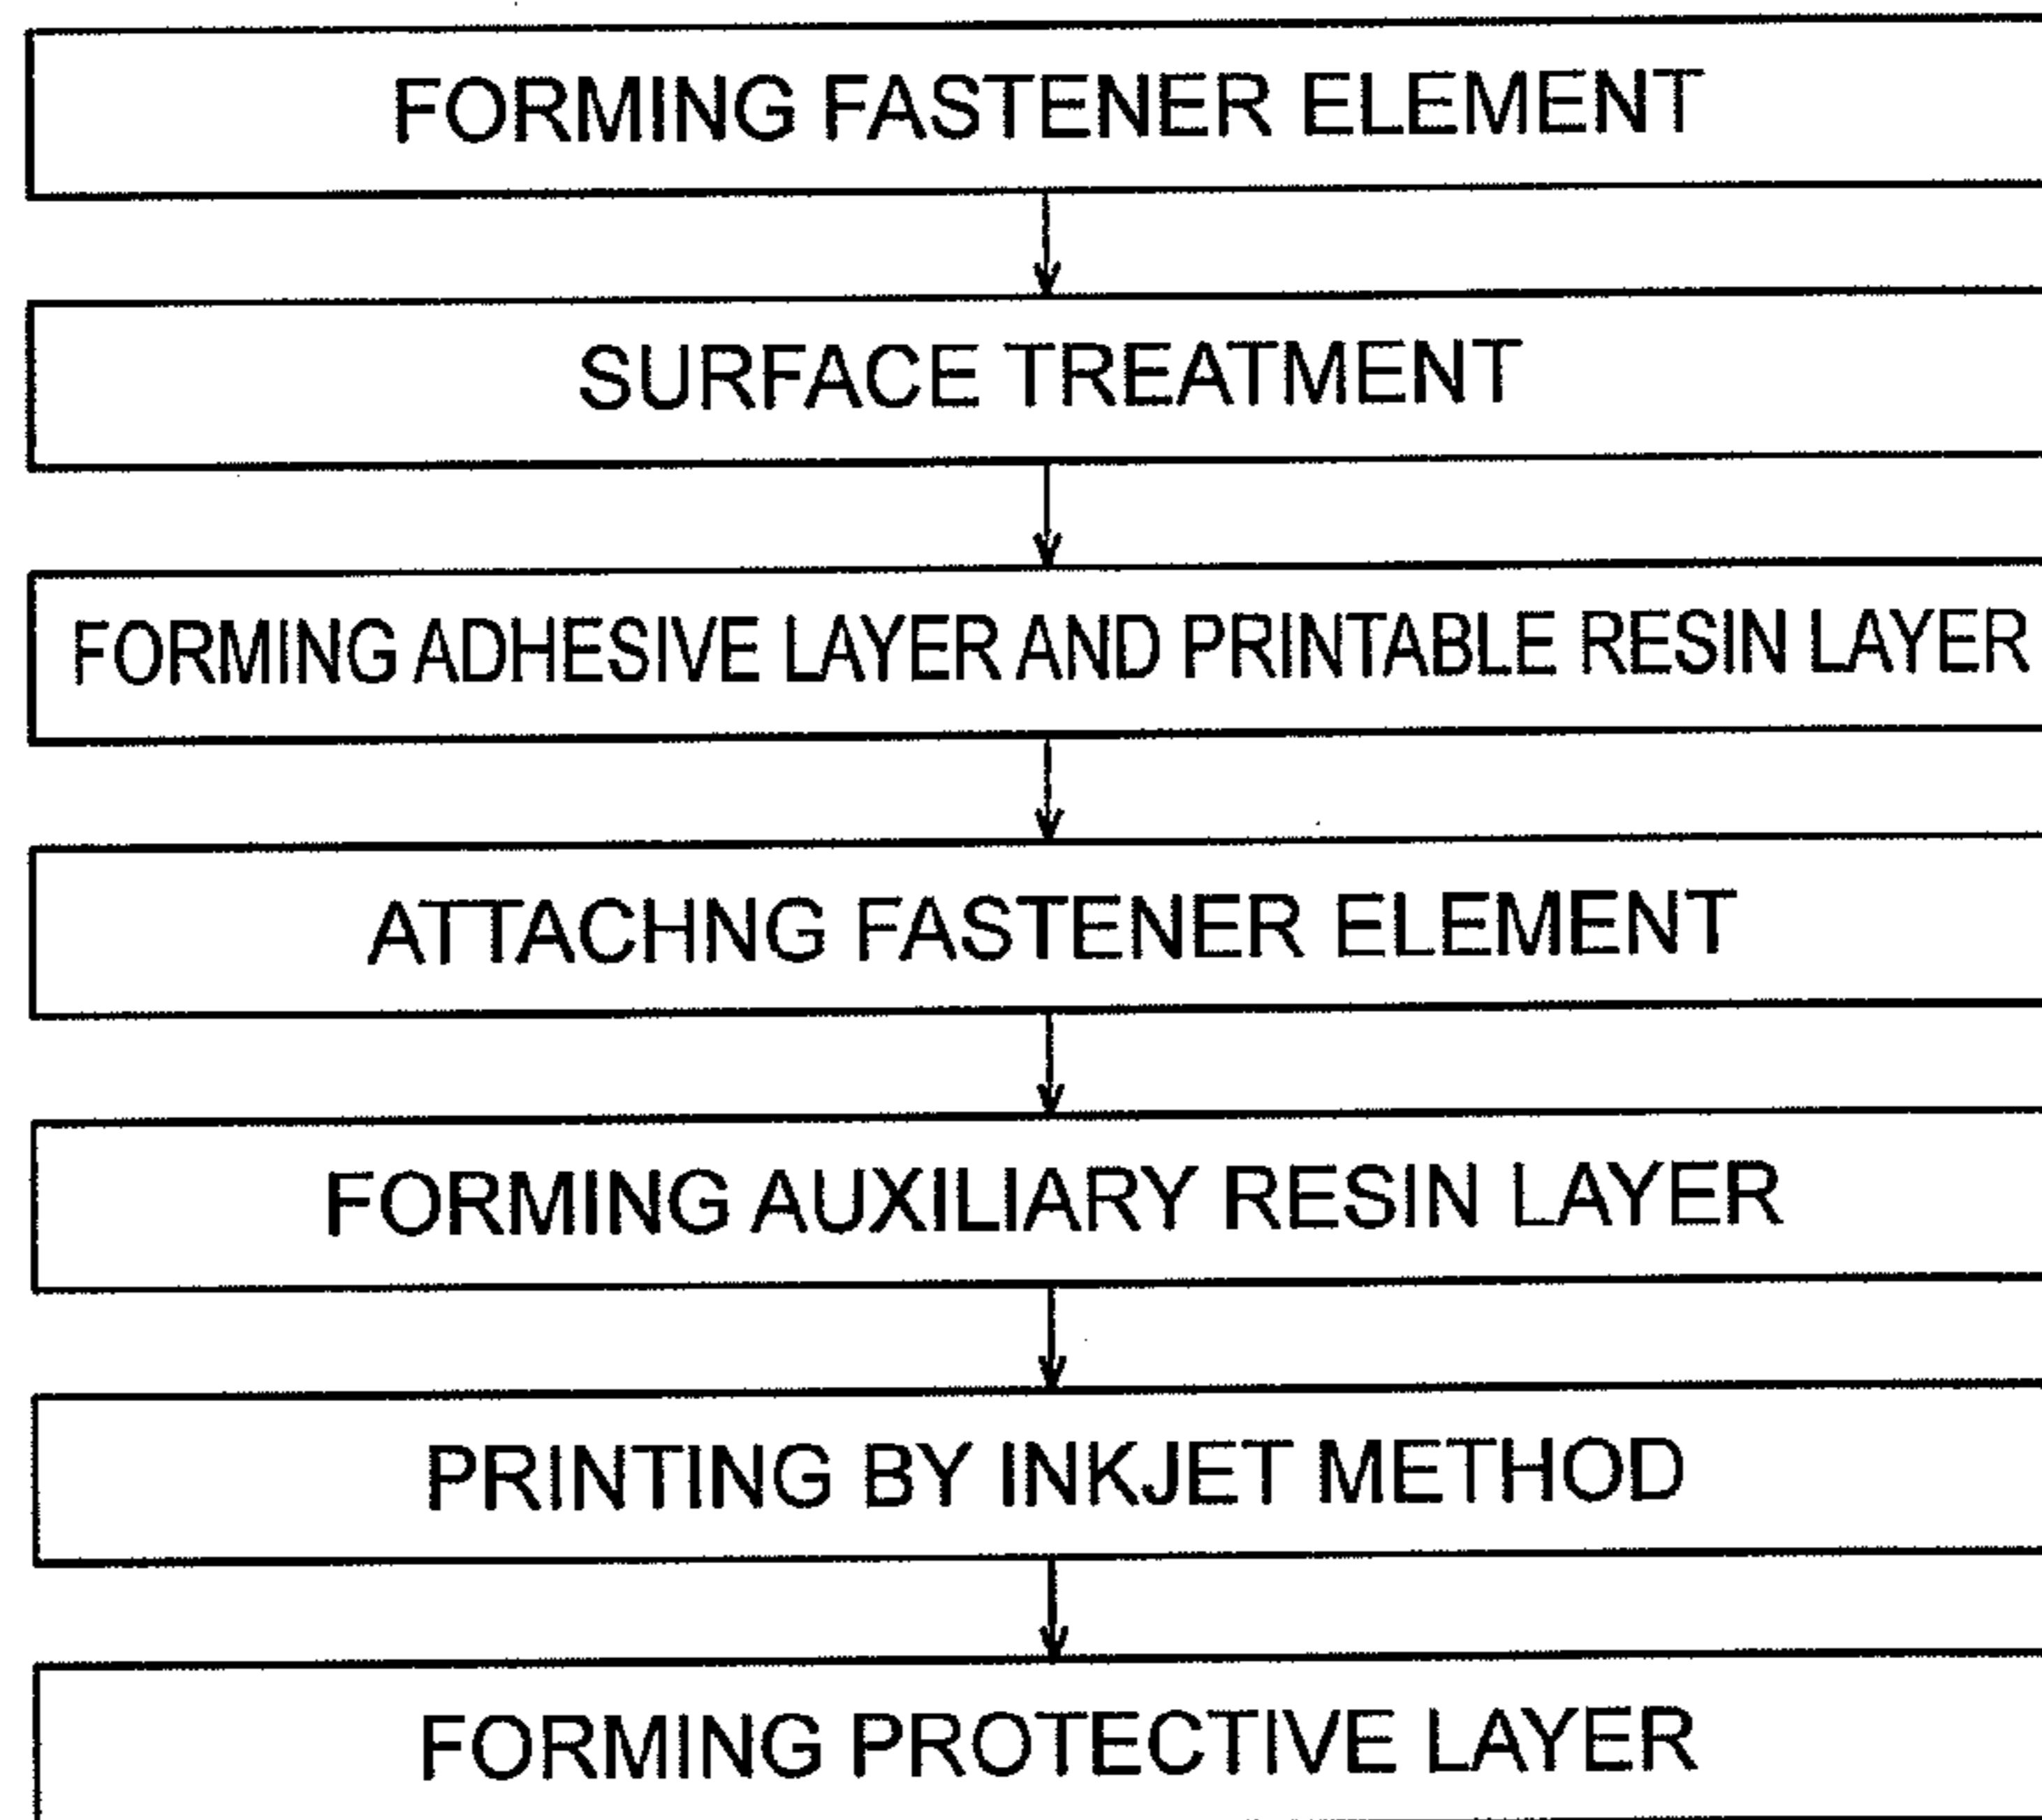 FORMING FASTENER ELEMENT
SURFACE TREATMENT
FORMING ADHESIVE LAYER AND PRINTABLE RESIN LAYER
ATTACHNG FASTENER ELEMENT
FORMING AUXILIARY RESIN LAYER
PRINTING BY INKJET METHOD
FORMING PROTECTIVE LAYER